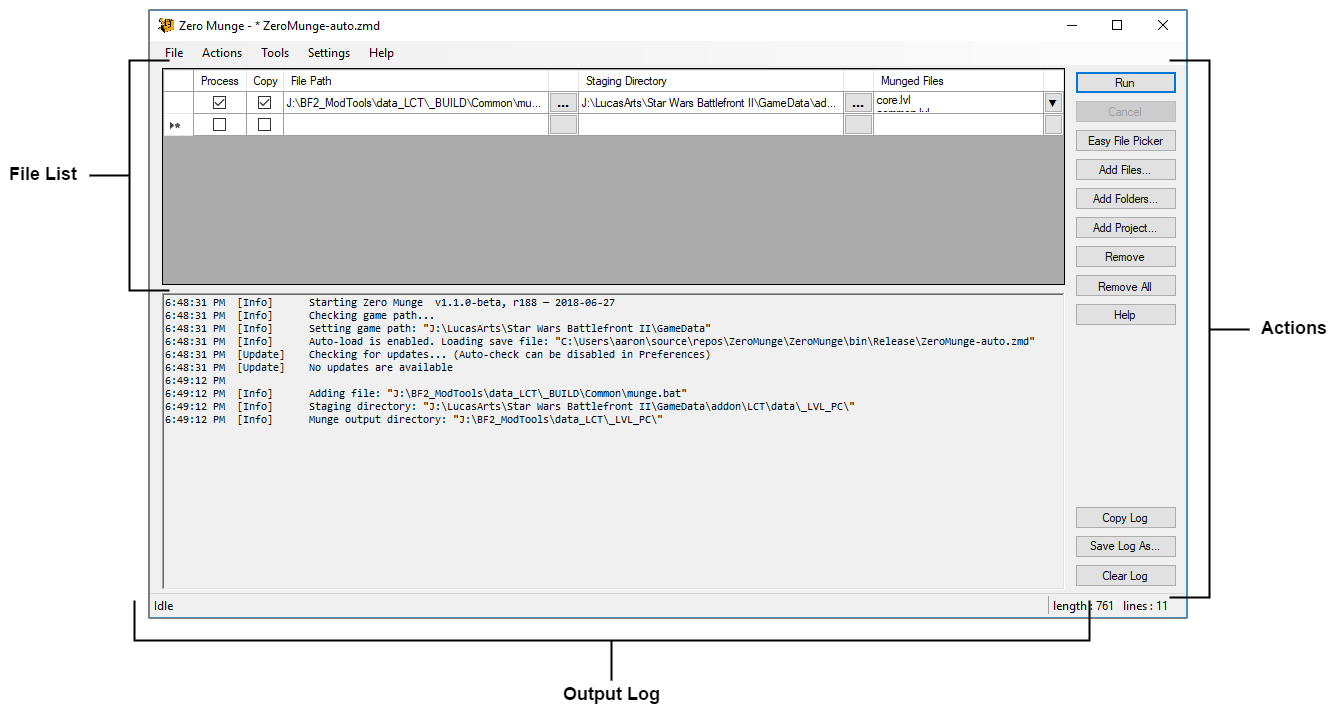 Zero Munge - * ZeroMunge-auto.zmd
File Actions Tools Settings Help
Process Copy File Path Staging Directory Munged Files
J:\BF2_ModTools\data_LCT\_BUILD\Common\mu... ... J:\LucasArts\Star Wars Battlefront II\GameData\ad... ... core.lvl
File List
Run
Cancel
Easy File Picker
Add Files...
Add Folders...
Add Project...
Remove
Remove All
Help
Actions
6:48:31 PM [Info] Starting Zero Munge v1.1.0-beta, r188 — 2018-06-27
6:48:31 PM [Info] Checking game path...
6:48:31 PM [Info] Setting game path: "J:\LucasArts\Star Wars Battlefront II\GameData"
6:48:31 PM [Info] Auto-load is enabled. Loading save file: "C:\Users\aaron\source\repos\ZeroMunge\ZeroMunge\bin\Release\ZeroMunge-auto.zmd"
6:48:31 PM [Update] Checking for updates... (Auto-check can be disabled in Preferences)
6:48:31 PM [Update] No updates are available
6:49:12 PM
6:49:12 PM [Info] Adding file: "J:\BF2_ModTools\data_LCT\_BUILD\Common\munge.bat"
6:49:12 PM [Info] Staging directory: "J:\LucasArts\Star Wars Battlefront II\GameData\addon\LCT\data\_LVL_PC\"
6:49:12 PM [Info] Munge output directory: "J:\BF2_ModTools\data_LCT\_LVL_PC\"
Copy Log
Save Log As...
Clear Log
Idle length : 761 lines : 11
Output Log